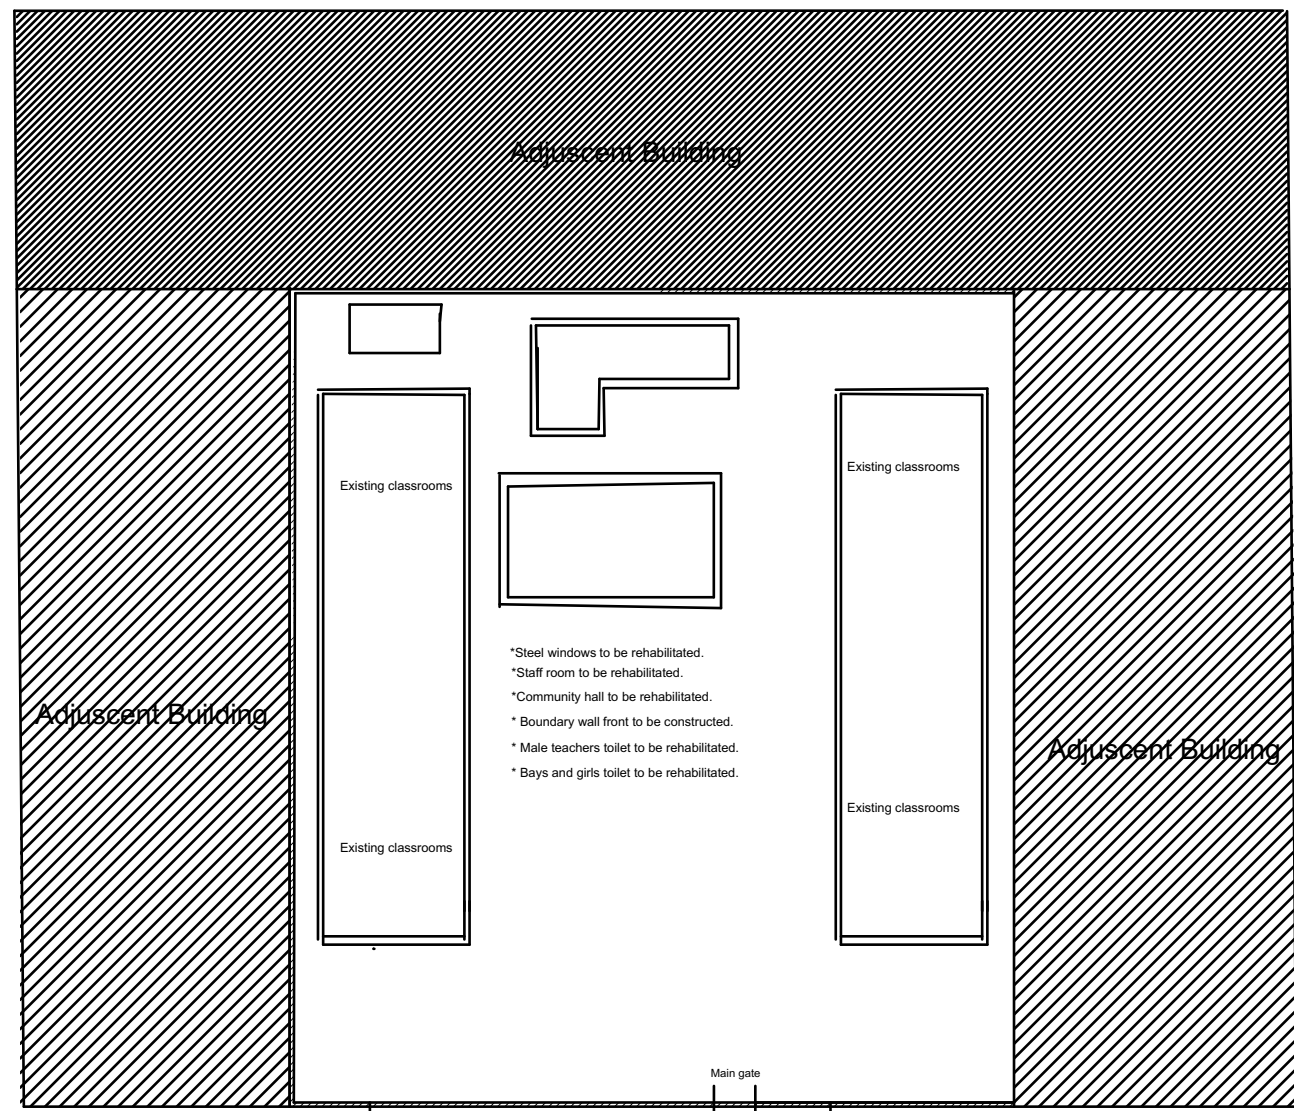 Adjuscent Building
Existing classrooms
Existing classrooms
*Steel windows to be rehabilitated.
*Staff room to be rehabilitated.
*Community hall to be rehabilitated.
* Boundary wall front to be constructed.
* Male teachers toilet to be rehabilitated.
* Bays and girls toilet to be rehabilitated.
Adjuscent Building
Adjuscent Building
Existing classrooms
Existing classrooms
Main gate